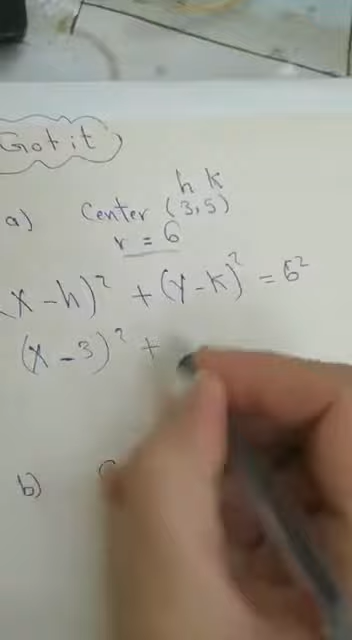 Got it
h k
a) Center (3,5)
r = 6
(x - h)² + (y - k)² = 6²
(x - 3)² +
b) C